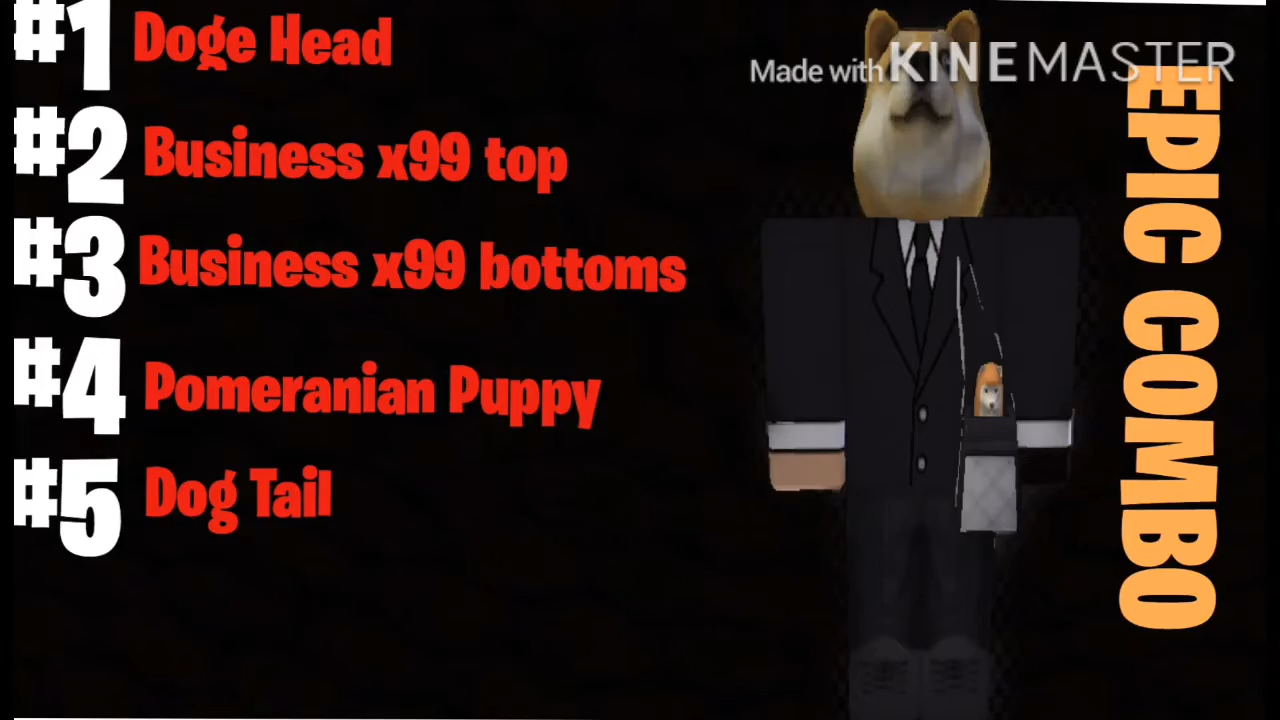 #1 Doge Head
#2 Business x99 top
#3 Business x99 bottoms
#4 Pomeranian Puppy
#5 Dog Tail
Made with KINEMASTER
EPIC COMBO